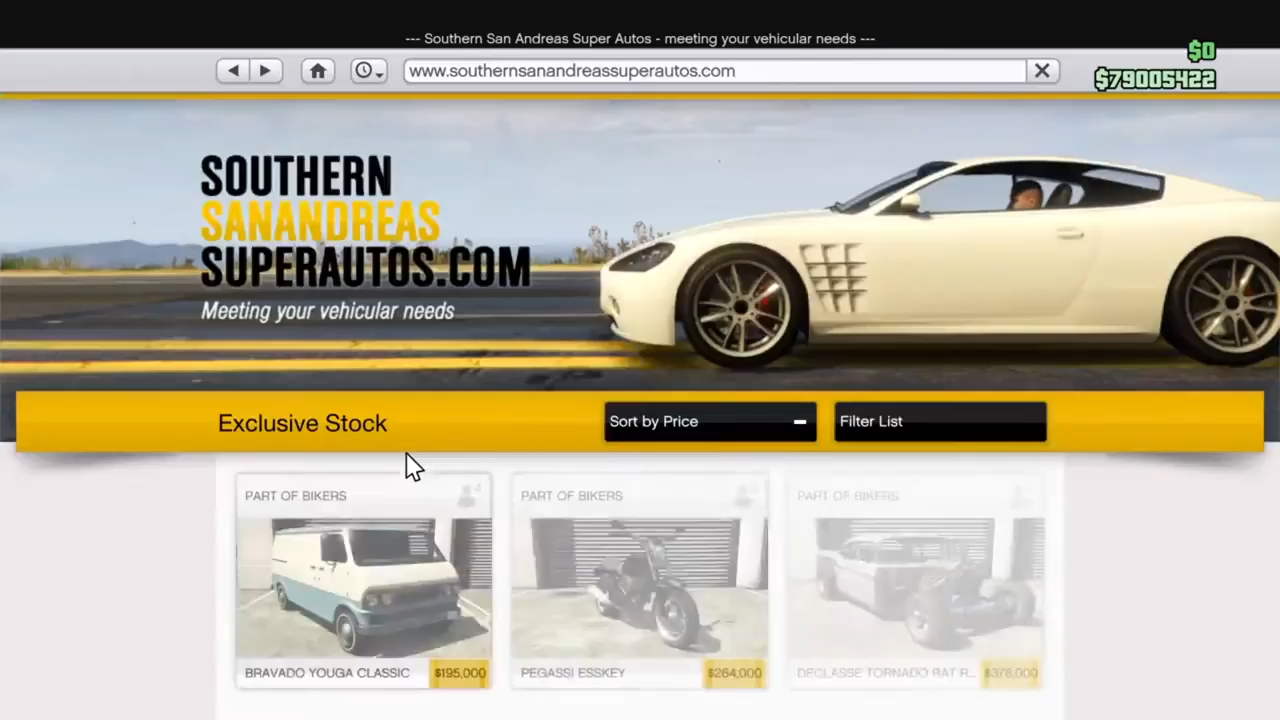 --- Southern San Andreas Super Autos - meeting your vehicular needs ---
$0
www.southernsanandreassuperautos.com
$79005422
SOUTHERN
SANANDREAS
SUPERAUTOS.COM
Meeting your vehicular needs
Exclusive Stock
Sort by Price
Filter List
PART OF BIKERS
PART OF BIKERS
PART OF BIKERS
BRAVADO YOUGA CLASSIC $195,000
PEGASSI ESSKEY $264,000
DECLASSE TORNADO RAT R... $378,000